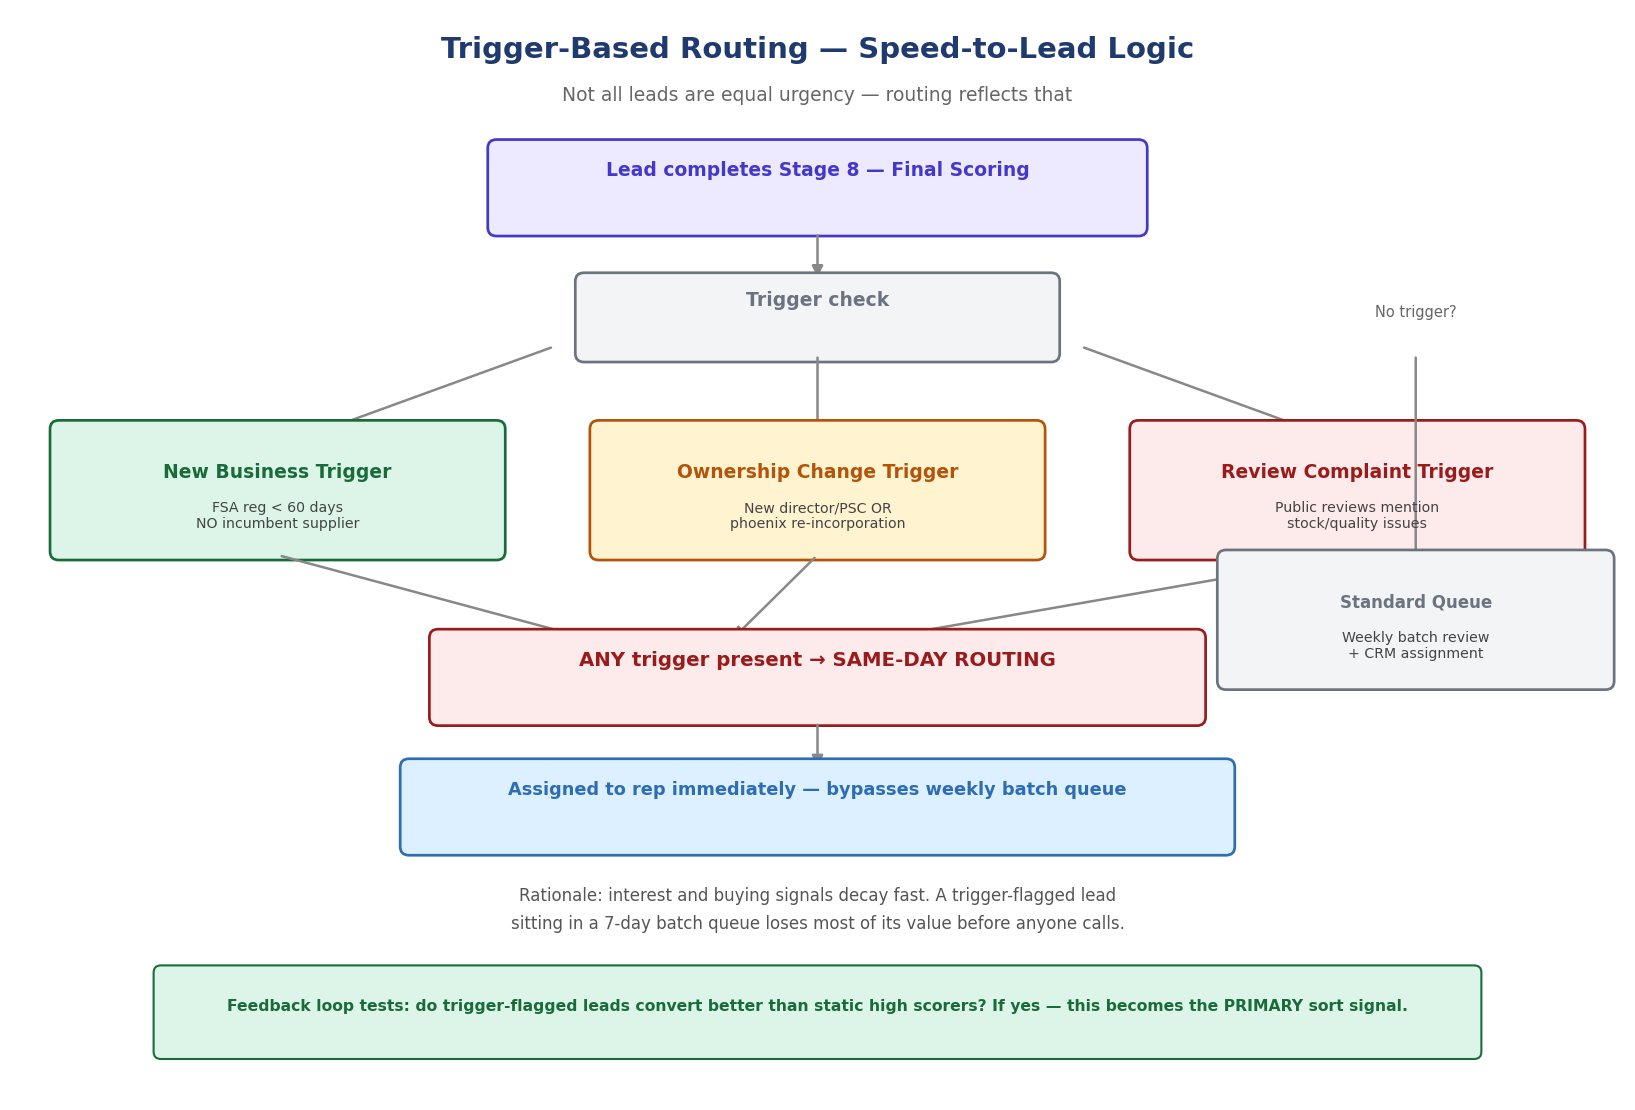 Trigger-Based Routing — Speed-to-Lead Logic
Not all leads are equal urgency — routing reflects that
Lead completes Stage 8 — Final Scoring
Trigger check
No trigger?
New Business Trigger
FSA reg < 60 days
NO incumbent supplier
Ownership Change Trigger
New director/PSC OR
phoenix re-incorporation
Review Complaint Trigger
Public reviews mention
stock/quality issues
Standard Queue
Weekly batch review
+ CRM assignment
ANY trigger present → SAME-DAY ROUTING
Assigned to rep immediately — bypasses weekly batch queue
Rationale: interest and buying signals decay fast. A trigger-flagged lead
sitting in a 7-day batch queue loses most of its value before anyone calls.
Feedback loop tests: do trigger-flagged leads convert better than static high scorers? If yes — this becomes the PRIMARY sort signal.